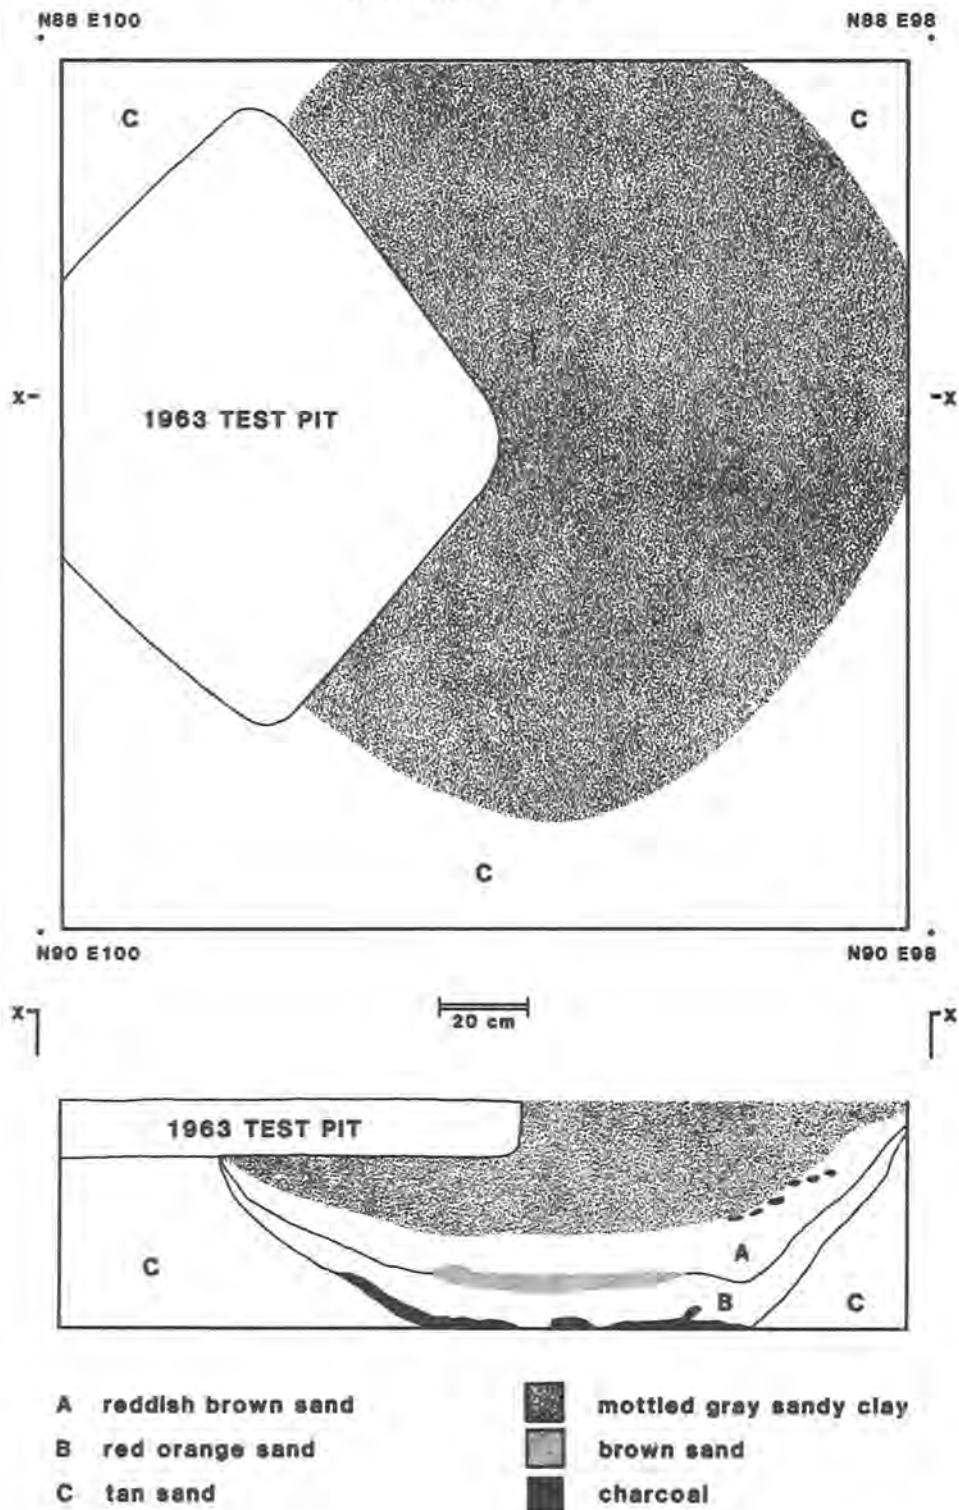 N88 E100 N88 E98
C C
X X
1963 TEST PIT
C
N90 E100 N90 E98
X X
20 cm
1963 TEST PIT
A
C B C
A reddish brown sand mottled gray sandy clay
B red orange sand brown sand
C tan sand charcoal